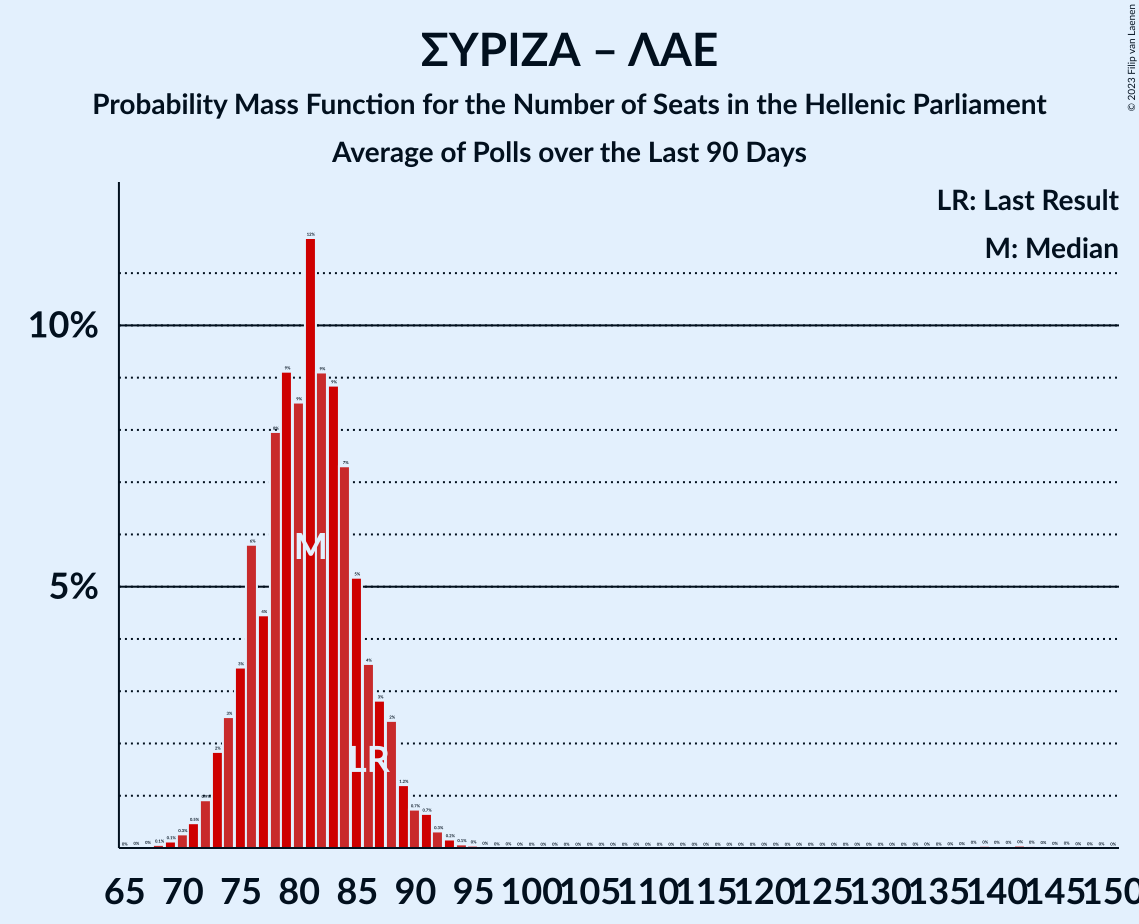 ΣΥΡΙΖΑ – ΛΑΕ
Probability Mass Function for the Number of Seats in the Hellenic Parliament
Average of Polls over the Last 90 Days
© 2023 Filip van Laenen
LR: Last Result
M: Median
10%
5%
M
LR
65 70 75 80 85 90 95 100 105 110 115 120 125 130 135 140 145 150